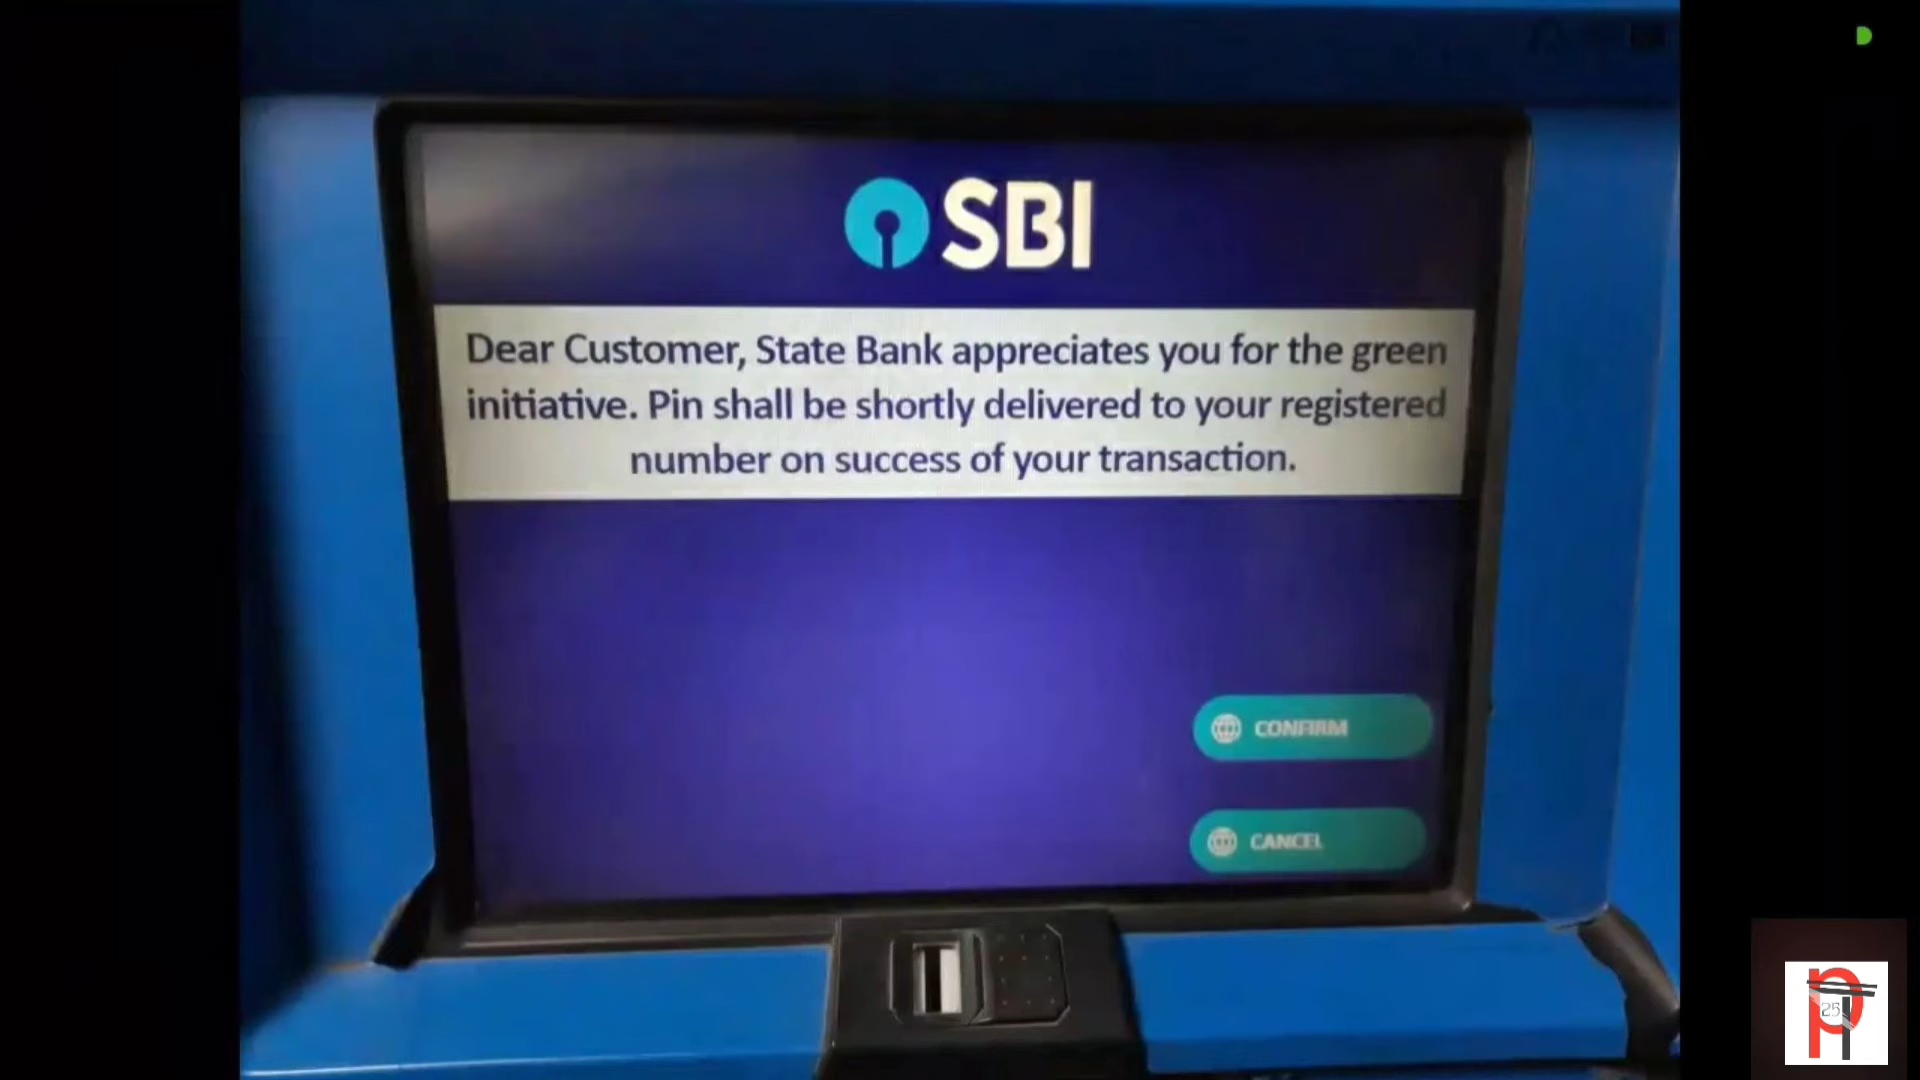 SBI
Dear Customer, State Bank appreciates you for the green
initiative. Pin shall be shortly delivered to your registered
number on success of your transaction.
CONFIRM
CANCEL
25